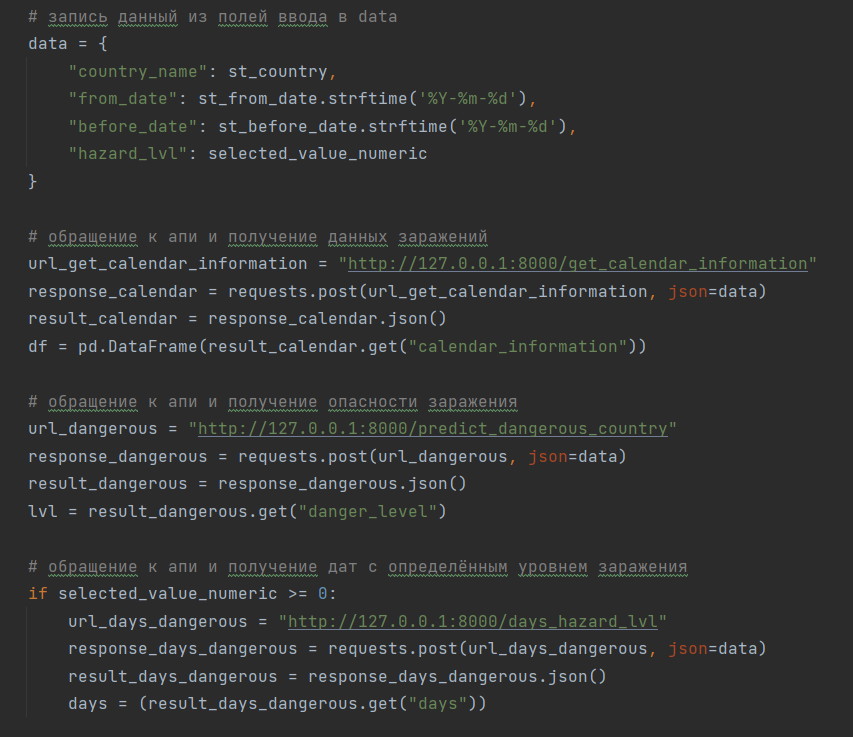 # запись данный из полей ввода в data
data = {
    "country_name": st_country,
    "from_date": st_from_date.strftime('%Y-%m-%d'),
    "before_date": st_before_date.strftime('%Y-%m-%d'),
    "hazard_lvl": selected_value_numeric
}
# обращение к апи и получение данных заражений
url_get_calendar_information = "http://127.0.0.1:8000/get_calendar_information"
response_calendar = requests.post(url_get_calendar_information, json=data)
result_calendar = response_calendar.json()
df = pd.DataFrame(result_calendar.get("calendar_information"))
# обращение к апи и получение опасности заражения
url_dangerous = "http://127.0.0.1:8000/predict_dangerous_country"
response_dangerous = requests.post(url_dangerous, json=data)
result_dangerous = response_dangerous.json()
lvl = result_dangerous.get("danger_level")
# обращение к апи и получение дат с определённым уровнем заражения
if selected_value_numeric >= 0:
    url_days_dangerous = "http://127.0.0.1:8000/days_hazard_lvl"
    response_days_dangerous = requests.post(url_days_dangerous, json=data)
    result_days_dangerous = response_days_dangerous.json()
    days = (result_days_dangerous.get("days"))